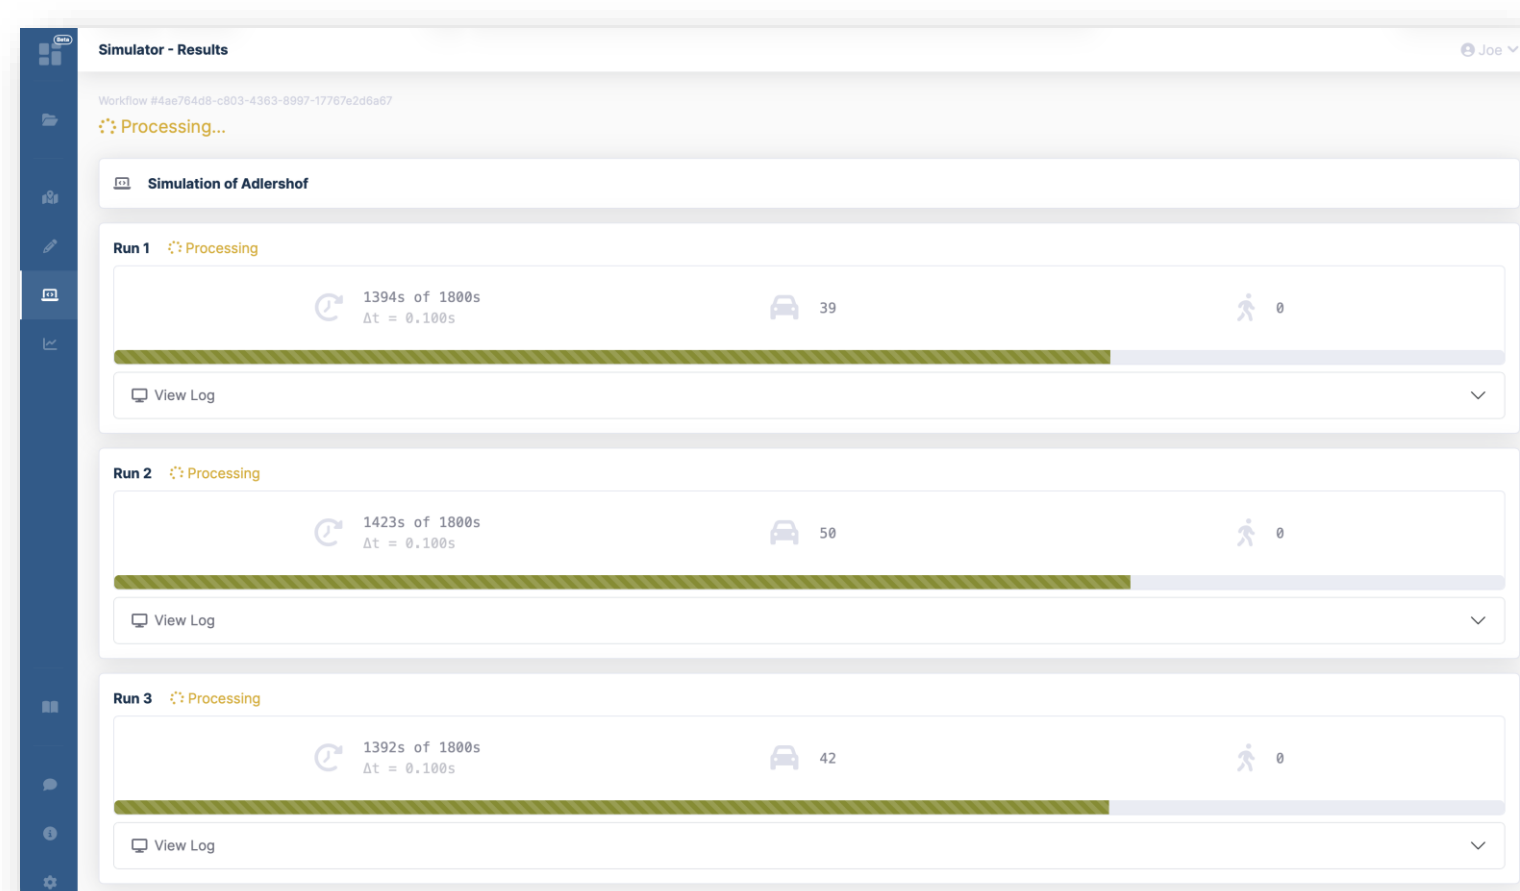 Beta
Simulator - Results
Joe
Workflow #4ae764d8-c803-4363-8997-17767e2d6a67
Processing...
Simulation of Adlershof
Run 1 Processing
1394s of 1800s
Δt = 0.100s
39
0
View Log
Run 2 Processing
1423s of 1800s
Δt = 0.100s
50
0
View Log
Run 3 Processing
1392s of 1800s
Δt = 0.100s
42
0
View Log